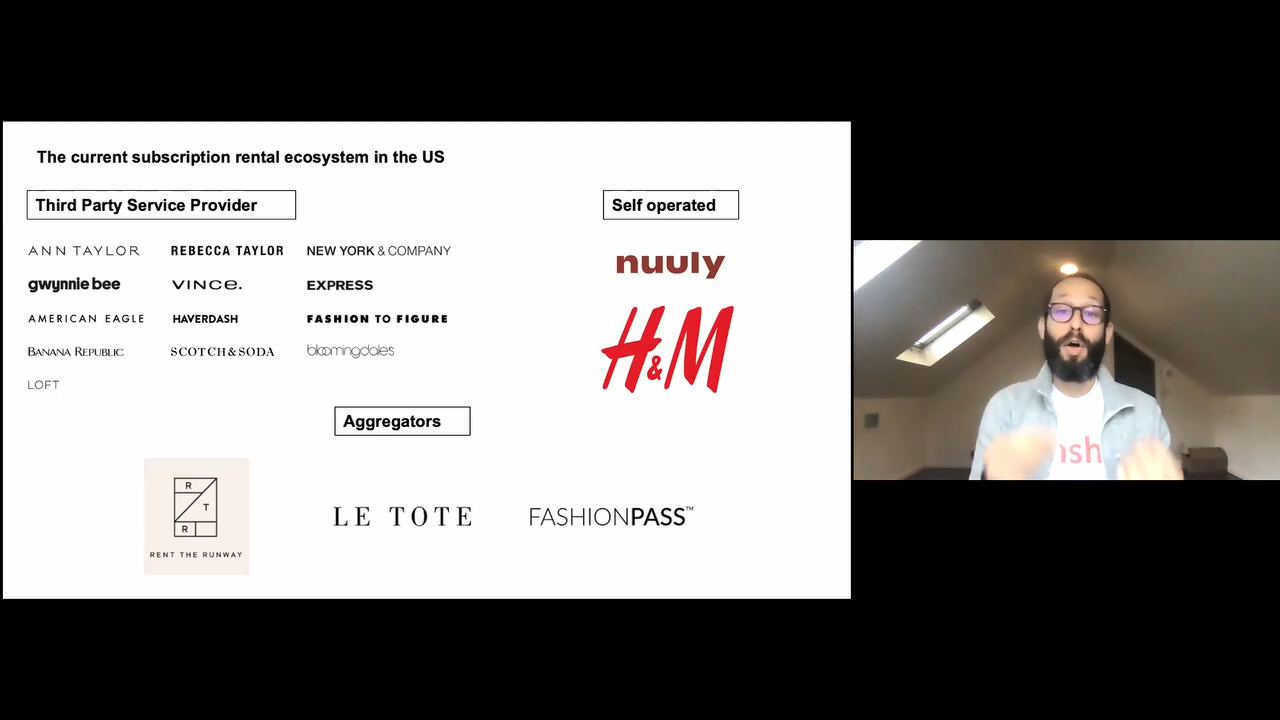 The current subscription rental ecosystem in the US
Third Party Service Provider
Self operated
ANN TAYLOR
REBECCA TAYLOR
NEW YORK & COMPANY
nuuly
gwynnie bee
VINCE.
EXPRESS
AMERICAN EAGLE
HAVERDASH
FASHION TO FIGURE
H&M
BANANA REPUBLIC
SCOTCH & SODA
bloomingdale's
LOFT
Aggregators
R
T
R
RENT THE RUNWAY
LE TOTE
FASHIONPASS™